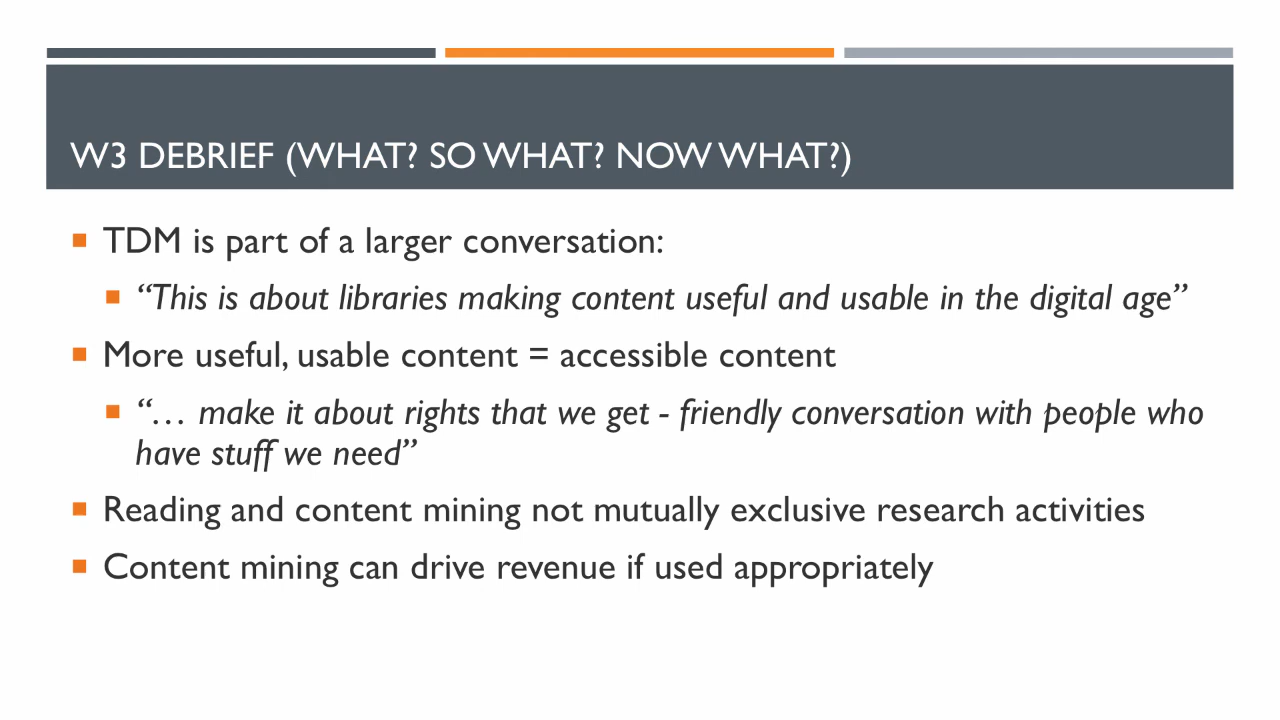 W3 DEBRIEF (WHAT? SO WHAT? NOW WHAT?)
TDM is part of a larger conversation:
“This is about libraries making content useful and usable in the digital age”
More useful, usable content = accessible content
“… make it about rights that we get - friendly conversation with people who
have stuff we need”
Reading and content mining not mutually exclusive research activities
Content mining can drive revenue if used appropriately